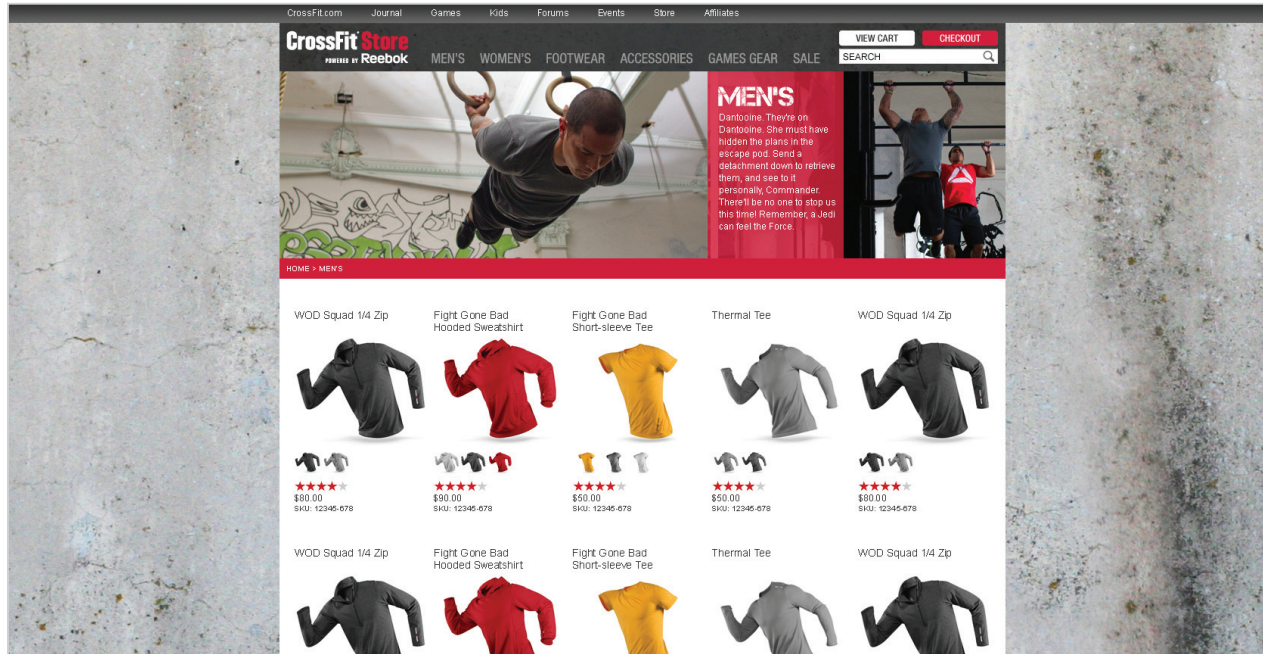 CrossFit.com Journal Games Kids Forums Events Store Affiliates
CrossFit Store
POWERED BY Reebok
MEN'S WOMEN'S FOOTWEAR ACCESSORIES GAMES GEAR SALE
VIEW CART CHECKOUT
SEARCH
MEN'S
Dantooine. They're on
Dantooine. She must have
hidden the plans in the
escape pod. Send a
detachment down to retrieve
them, and see to it
personally, Commander.
There'll be no one to stop us
this time! Remember, a Jedi
can feel the Force.
HOME > MEN'S
WOD Squad 1/4 Zip
$80.00
SKU: 12345-678
Fight Gone Bad
Hooded Sweatshirt
$90.00
SKU: 12345-678
Fight Gone Bad
Short-sleeve Tee
$50.00
SKU: 12345-678
Thermal Tee
$50.00
SKU: 12345-678
WOD Squad 1/4 Zip
$80.00
SKU: 12345-678
WOD Squad 1/4 Zip
Fight Gone Bad
Hooded Sweatshirt
Fight Gone Bad
Short-sleeve Tee
Thermal Tee
WOD Squad 1/4 Zip